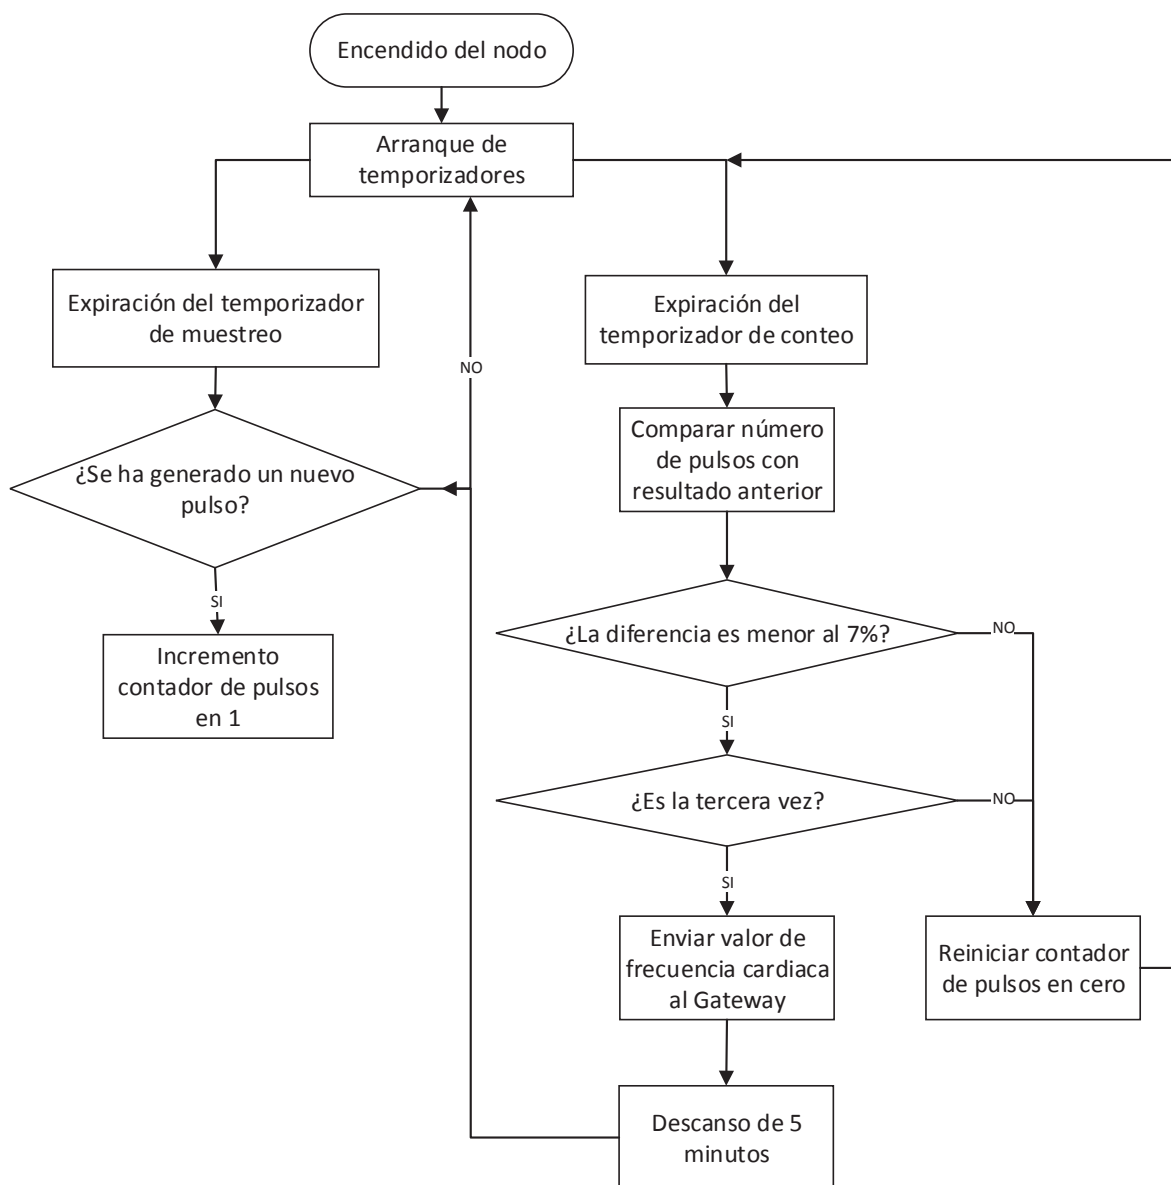 Encendido del nodo
Arranque de
temporizadores
Expiración del temporizador
de muestreo
¿Se ha generado un nuevo
pulso?
SI
Incremento
contador de pulsos
en 1
NO
Expiración del
temporizador de conteo
Comparar número
de pulsos con
resultado anterior
¿La diferencia es menor al 7%?
NO
SI
¿Es la tercera vez?
NO
SI
Enviar valor de
frecuencia cardiaca
al Gateway
Reiniciar contador
de pulsos en cero
Descanso de 5
minutos